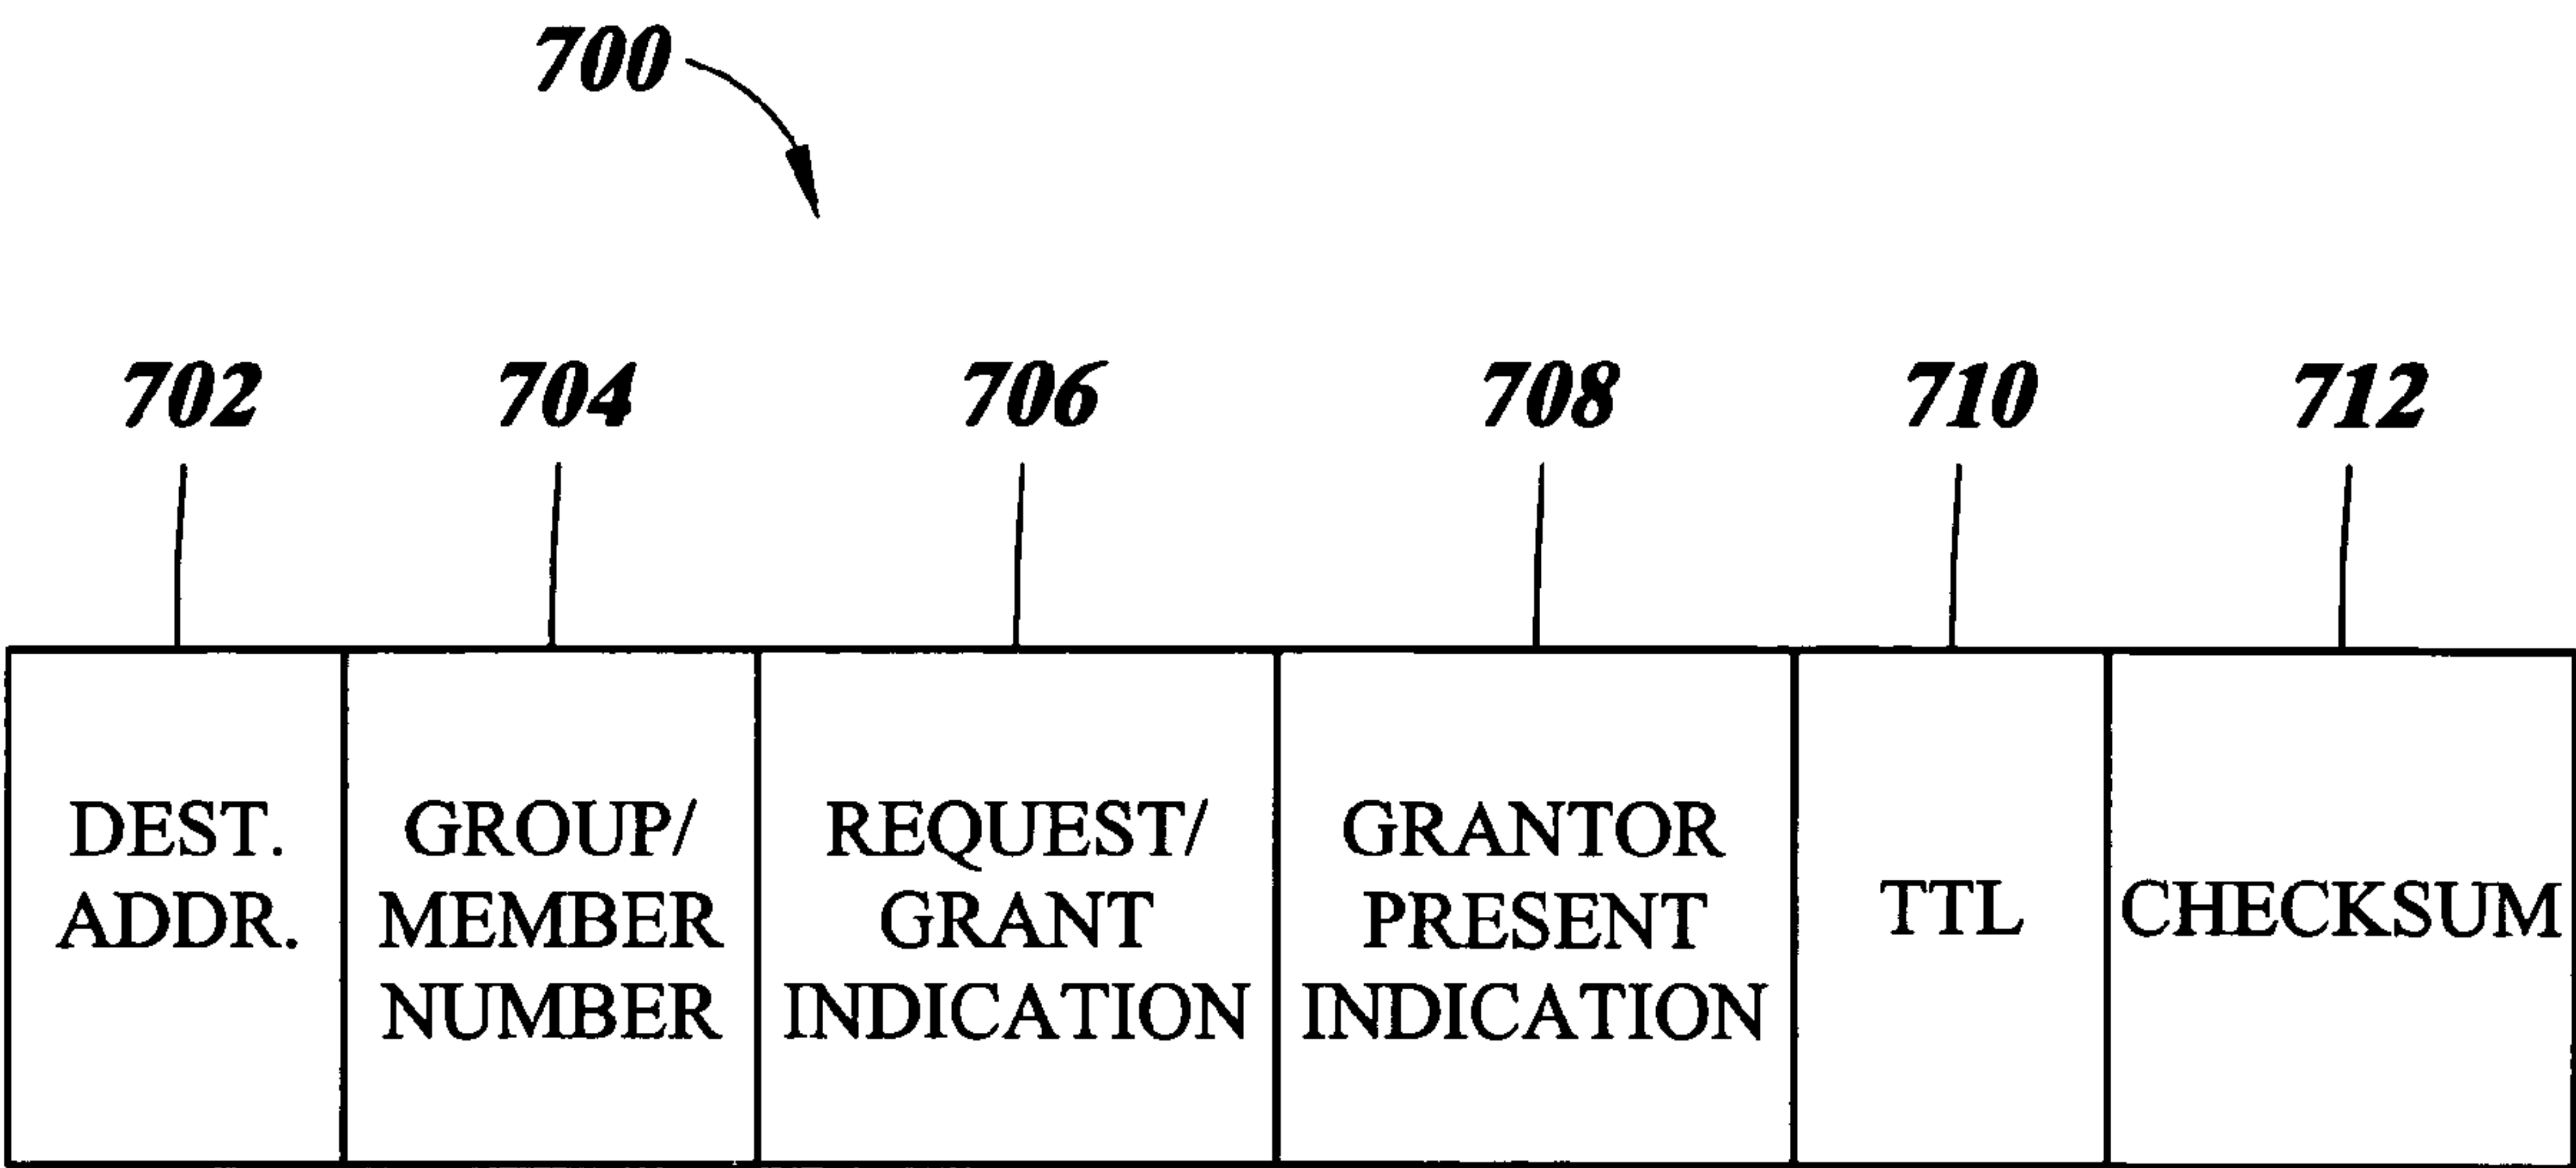 700
702 704 706 708 710 712
DEST.
ADDR.
GROUP/
MEMBER
NUMBER
REQUEST/
GRANT
INDICATION
GRANTOR
PRESENT
INDICATION
TTL
CHECKSUM